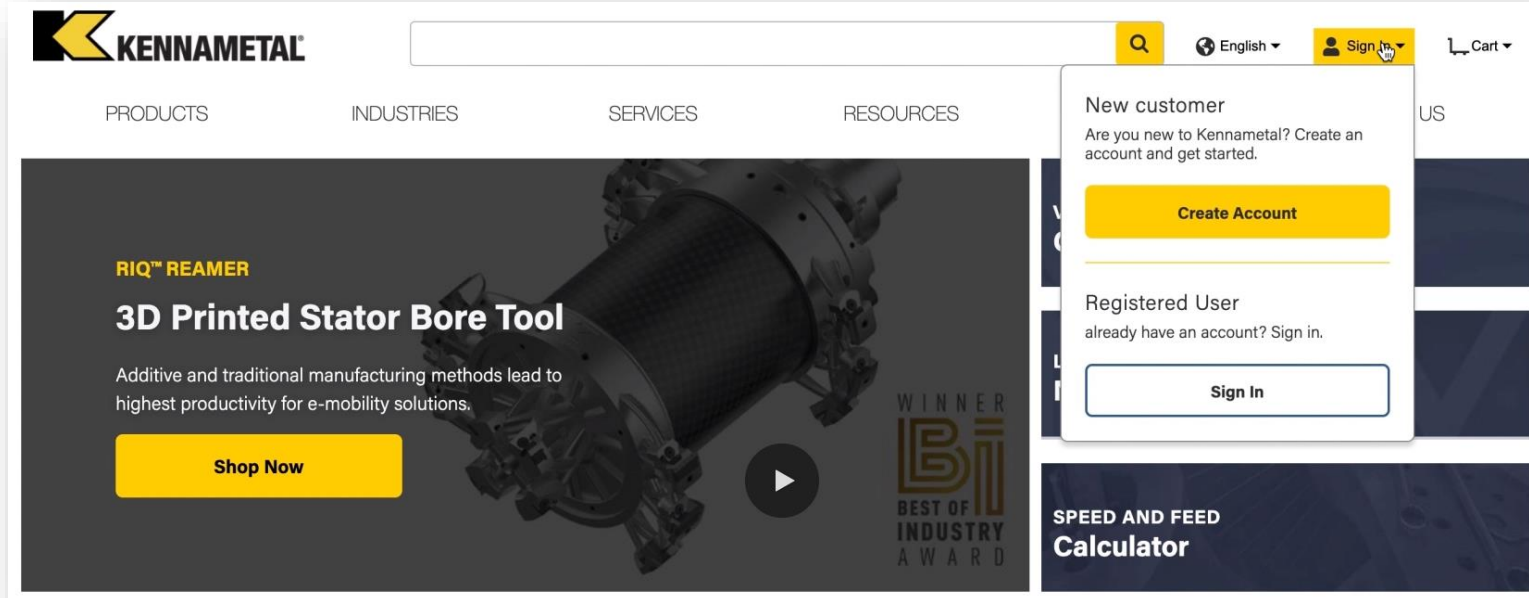 KENNAMETAL®
English
Sign In
Cart
PRODUCTS
INDUSTRIES
SERVICES
RESOURCES
US
New customer
Are you new to Kennametal? Create an
account and get started.
Create Account
Registered User
already have an account? Sign in.
Sign In
RIQ™ REAMER
3D Printed Stator Bore Tool
Additive and traditional manufacturing methods lead to
highest productivity for e-mobility solutions.
Shop Now
WINNER
Bi
BEST OF
INDUSTRY
AWARD
SPEED AND FEED
Calculator